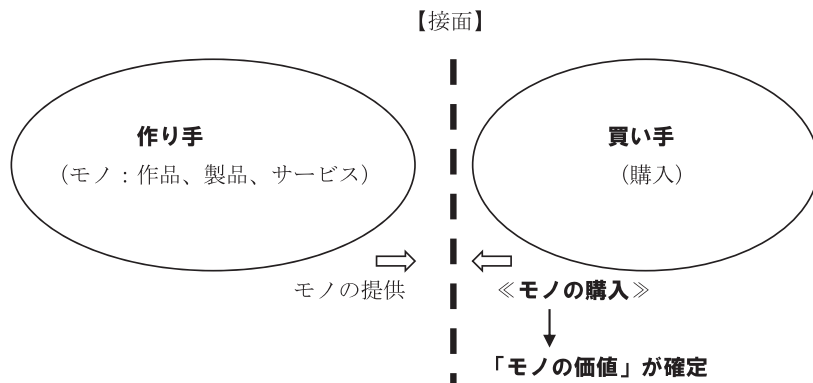 【接面】
作り手
（モノ：作品、製品、サービス）
買い手
（購入）
モノの提供
≪モノの購入≫
「モノの価値」が確定